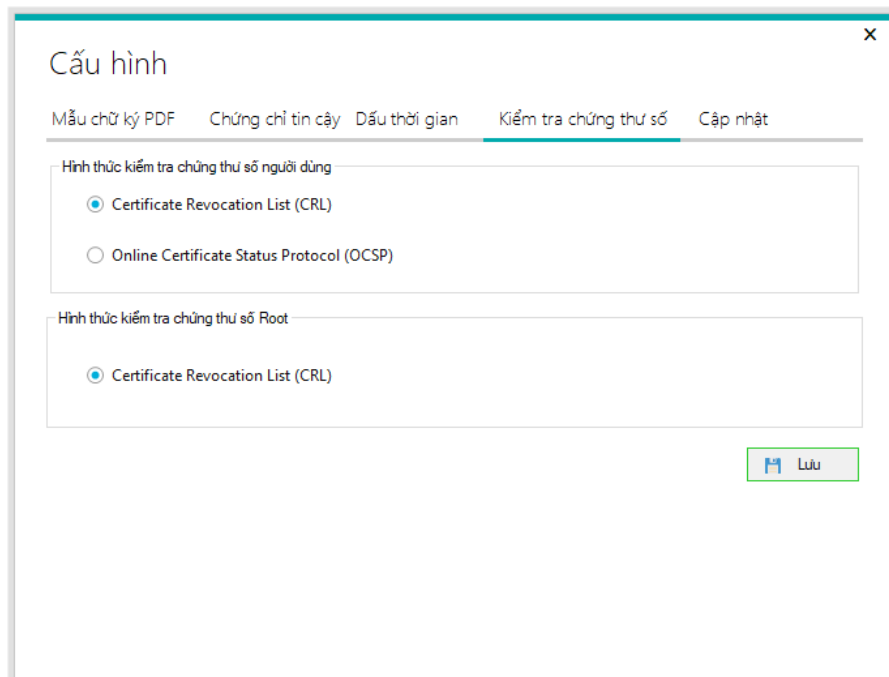 ×
Cấu hình
Mẫu chữ ký PDF Chứng chỉ tin cậy Dấu thời gian Kiểm tra chứng thư số Cập nhật
Hình thức kiểm tra chứng thư số người dùng
Certificate Revocation List (CRL)
Online Certificate Status Protocol (OCSP)
Hình thức kiểm tra chứng thư số Root
Certificate Revocation List (CRL)
Lưu